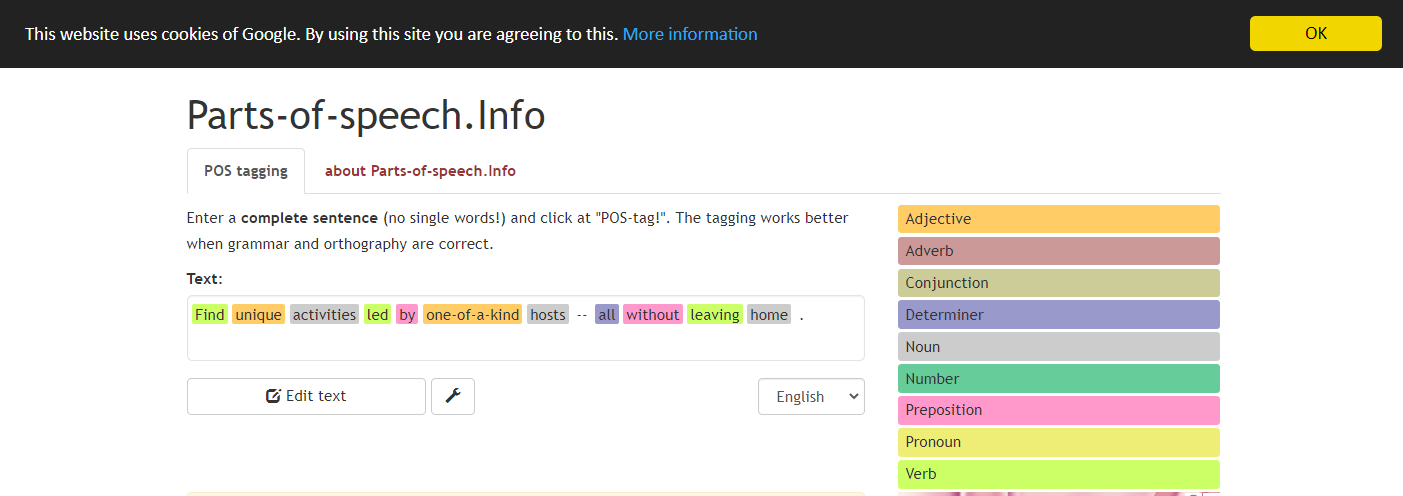 This website uses cookies of Google. By using this site you are agreeing to this. More information
OK
Parts-of-speech.Info
POS tagging
about Parts-of-speech.Info
Enter a complete sentence (no single words!) and click at "POS-tag!". The tagging works better
when grammar and orthography are correct.
Text:
Find unique activities led by one-of-a-kind hosts -- all without leaving home .
Edit text
English
Adjective
Adverb
Conjunction
Determiner
Noun
Number
Preposition
Pronoun
Verb